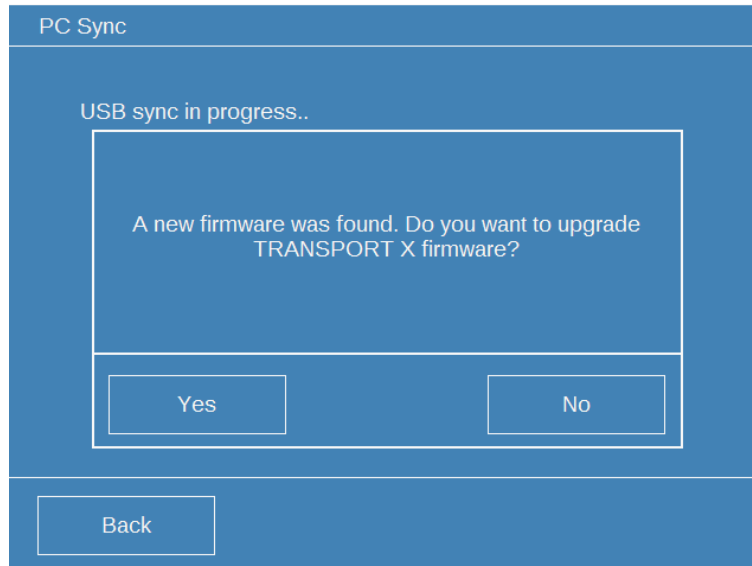 PC Sync
USB sync in progress..
A new firmware was found. Do you want to upgrade
TRANSPORT X firmware?
Yes
No
Back